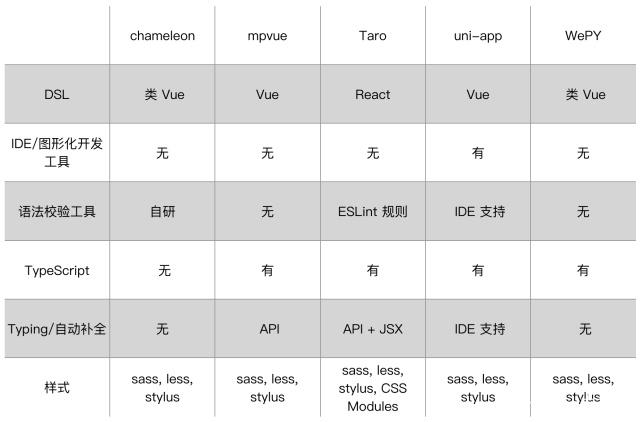 chameleon mpvue Taro uni-app WePY
DSL 类 Vue Vue React Vue 类 Vue
IDE/图形化开发
工具 无 无 无 有 无
语法校验工具 自研 无 ESLint 规则 IDE 支持 无
TypeScript 无 有 有 有 有
Typing/自动补全 无 API API + JSX IDE 支持 无
样式 sass, less,
stylus sass, less,
stylus sass, less,
stylus, CSS
Modules sass, less,
stylus sass, less,
stylus